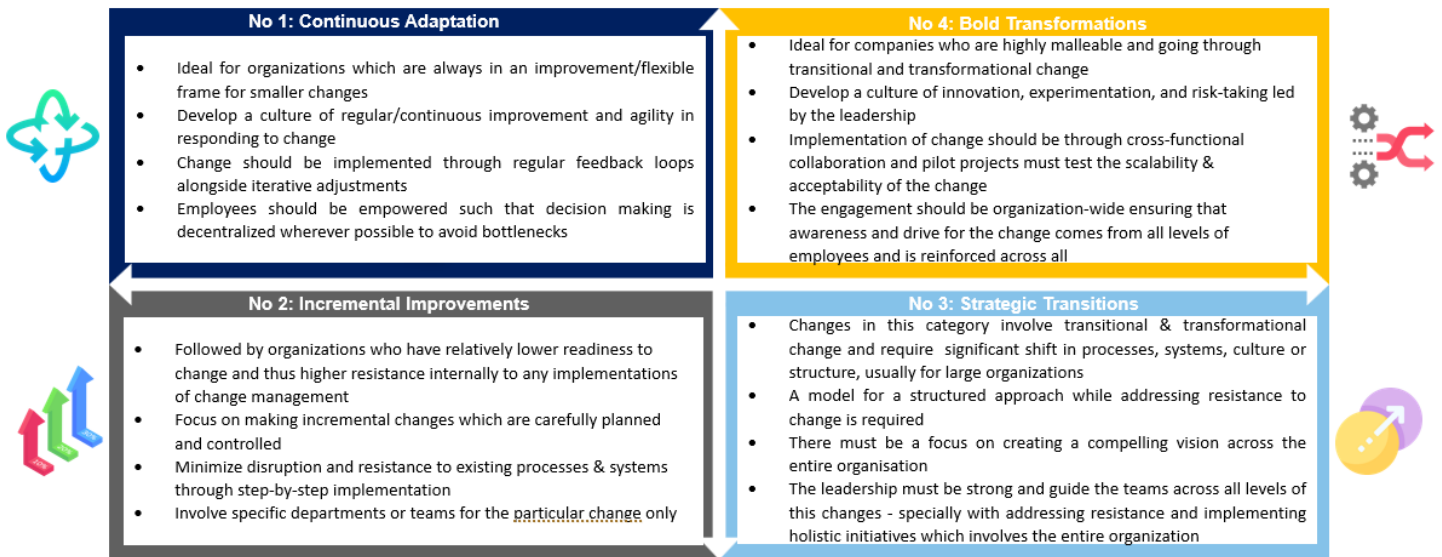 No 1: Continuous Adaptation
• Ideal for organizations which are always in an improvement/flexible
frame for smaller changes
• Develop a culture of regular/continuous improvement and agility in
responding to change
• Change should be implemented through regular feedback loops
alongside iterative adjustments
• Employees should be empowered such that decision making is
decentralized wherever possible to avoid bottlenecks
No 4: Bold Transformations
• Ideal for companies who are highly malleable and going through
transitional and transformational change
• Develop a culture of innovation, experimentation, and risk-taking led
by the leadership
• Implementation of change should be through cross-functional
collaboration and pilot projects must test the scalability &
acceptability of the change
• The engagement should be organization-wide ensuring that
awareness and drive for the change comes from all levels of
employees and is reinforced across all
No 2: Incremental Improvements
• Followed by organizations who have relatively lower readiness to
change and thus higher resistance internally to any implementations
of change management
• Focus on making incremental changes which are carefully planned
and controlled
• Minimize disruption and resistance to existing processes & systems
through step-by-step implementation
• Involve specific departments or teams for the particular change only
No 3: Strategic Transitions
• Changes in this category involve transitional & transformational
change and require significant shift in processes, systems, culture or
structure, usually for large organizations
• A model for a structured approach while addressing resistance to
change is required
• There must be a focus on creating a compelling vision across the
entire organisation
• The leadership must be strong and guide the teams across all levels of
this changes - specially with addressing resistance and implementing
holistic initiatives which involves the entire organization